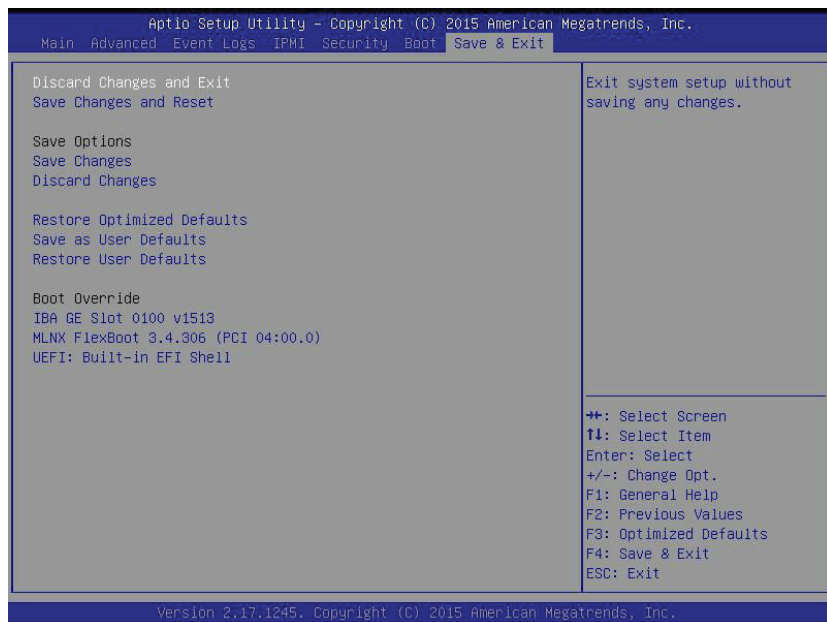 Aptio Setup Utility – Copyright (C) 2015 American Megatrends, Inc.
Main Advanced Event Logs IPMI Security Boot Save & Exit
Discard Changes and Exit
Save Changes and Reset
Save Options
Save Changes
Discard Changes
Restore Optimized Defaults
Save as User Defaults
Restore User Defaults
Boot Override
IBA GE Slot 0100 v1513
MLNX FlexBoot 3.4.306 (PCI 04:00.0)
UEFI: Built-in EFI Shell
Exit system setup without
saving any changes.
→←: Select Screen
↑↓: Select Item
Enter: Select
+/-: Change Opt.
F1: General Help
F2: Previous Values
F3: Optimized Defaults
F4: Save & Exit
ESC: Exit
Version 2.17.1245. Copyright (C) 2015 American Megatrends, Inc.